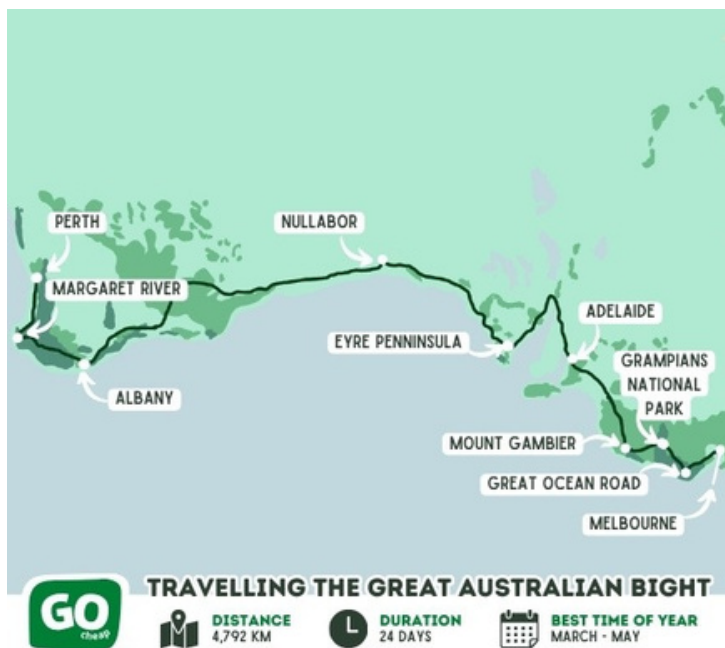 PERTH
NULLABOR
MARGARET RIVER
ADELAIDE
EYRE PENNINSULA
GRAMPIANS
NATIONAL
PARK
ALBANY
MOUNT GAMBIER
GREAT OCEAN ROAD
MELBOURNE
TRAVELLING THE GREAT AUSTRALIAN BIGHT
GO
cheap
DISTANCE
4,792 KM
DURATION
24 DAYS
BEST TIME OF YEAR
MARCH - MAY